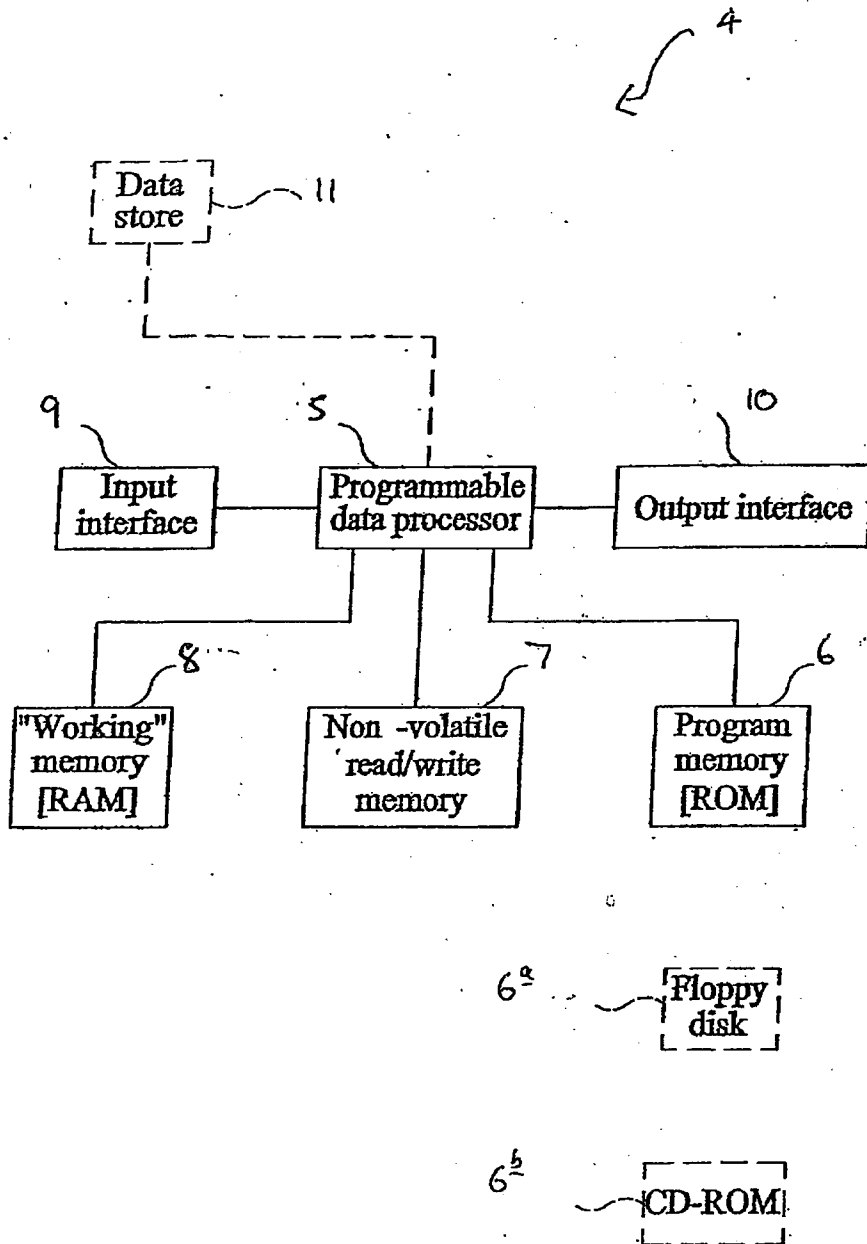 4
Data
store
11
9
5
10
Input
interface
Programmable
data processor
Output interface
8
7
6
"Working"
memory
[RAM]
Non -volatile
read/write
memory
Program
memory
[ROM]
6a
Floppy
disk
6b
CD-ROM